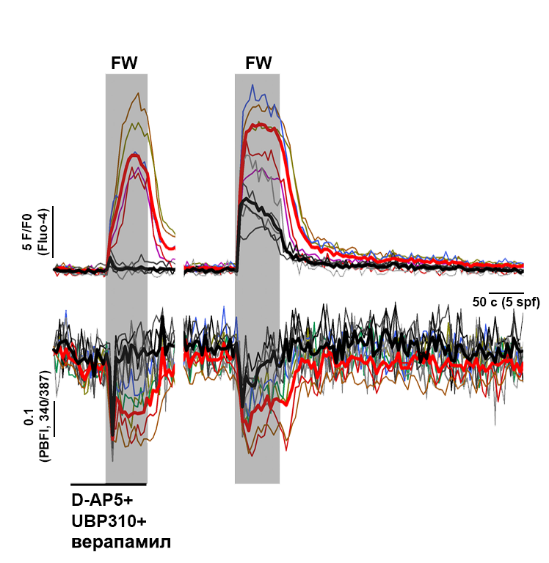 FW
FW
5 F/F0
(Fluo-4)
50 с (5 spf)
0.1
(PBFI, 340/387)
D-AP5+
UBP310+
верапамил